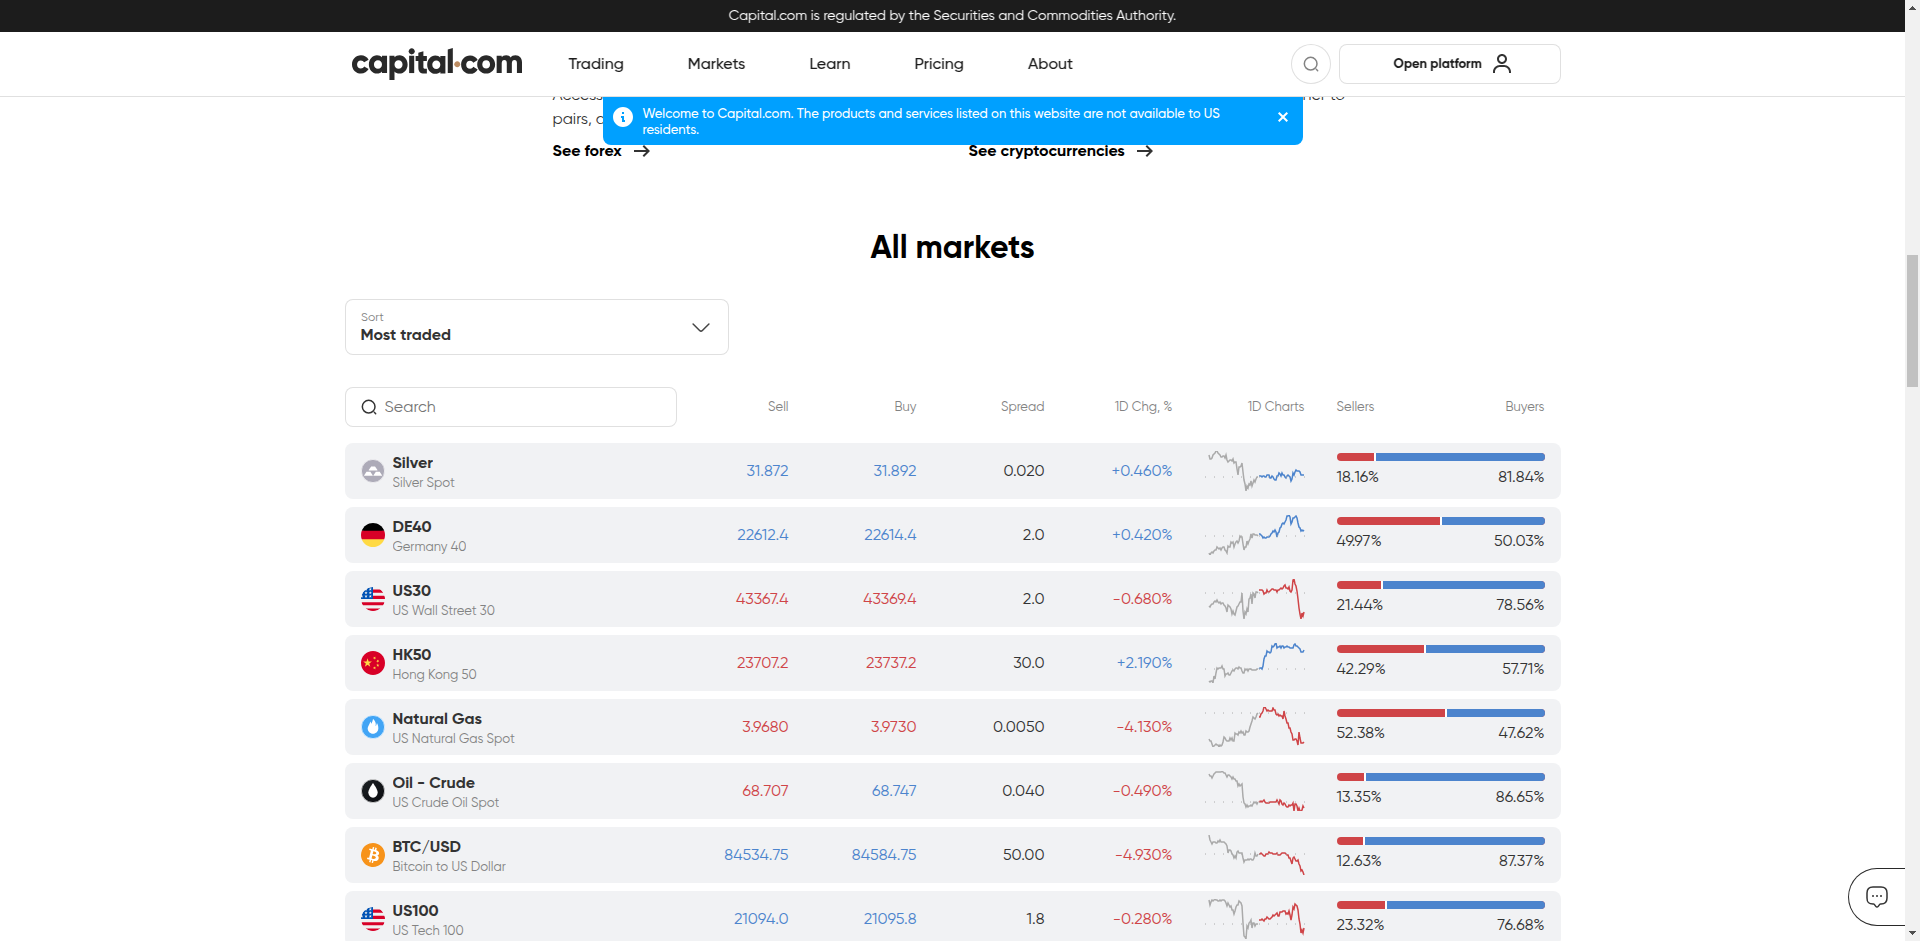 Capital.com is regulated by the Securities and Commodities Authority.
capital.com
Trading
Markets
Learn
Pricing
About
Open platform
Welcome to Capital.com. The products and services listed on this website are not available to US
residents.
pairs,
See forex
See cryptocurrencies
All markets
Sort
Most traded
Search Sell Buy Spread 1D Chg, % 1D Charts Sellers Buyers
Silver
Silver Spot
31.872 31.892 0.020 +0.460% 18.16% 81.84%
DE40
Germany 40
22612.4 22614.4 2.0 +0.420% 49.97% 50.03%
US30
US Wall Street 30
43367.4 43369.4 2.0 -0.680% 21.44% 78.56%
HK50
Hong Kong 50
23707.2 23737.2 30.0 +2.190% 42.29% 57.71%
Natural Gas
US Natural Gas Spot
3.9680 3.9730 0.0050 -4.130% 52.38% 47.62%
Oil - Crude
US Crude Oil Spot
68.707 68.747 0.040 -0.490% 13.35% 86.65%
BTC/USD
Bitcoin to US Dollar
84534.75 84584.75 50.00 -4.930% 12.63% 87.37%
US100
US Tech 100
21094.0 21095.8 1.8 -0.280% 23.32% 76.68%